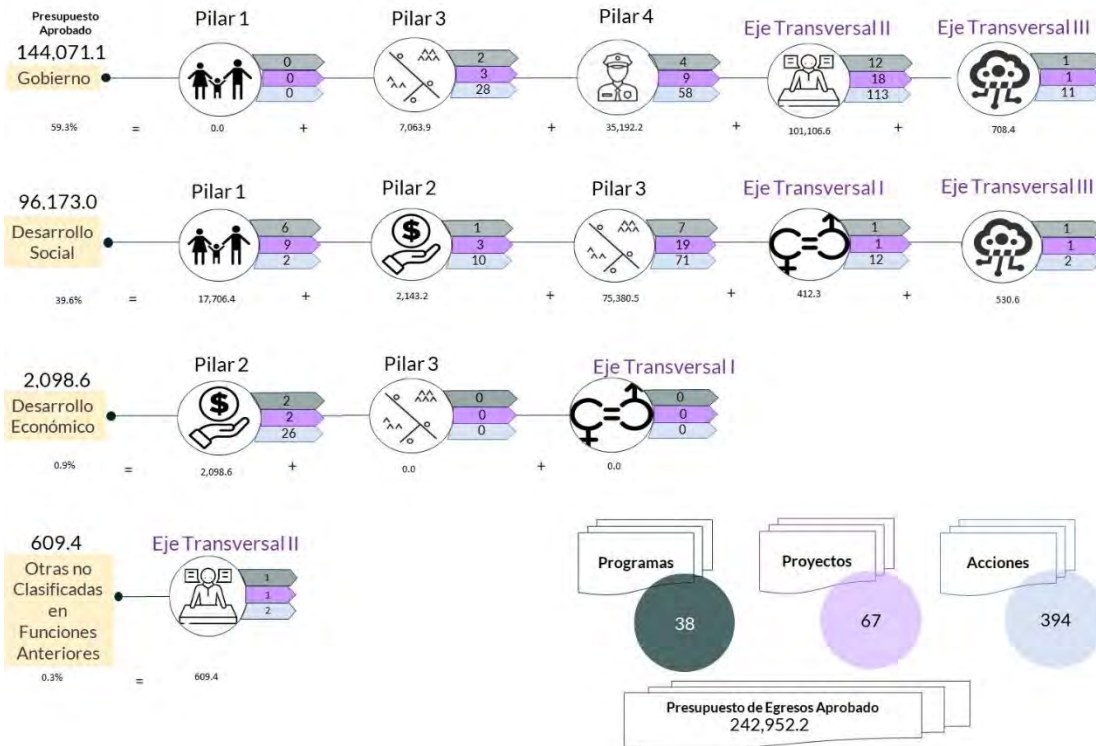 Presupuesto
Aprobado
144,071.1
Gobierno
59.3%
=
Pilar 1
0
0
0
0.0
+
Pilar 3
2
3
28
7,063.9
+
Pilar 4
4
9
58
35,192.2
+
Eje Transversal II
12
18
113
101,106.6
+
Eje Transversal III
1
1
11
708.4
96,173.0
Desarrollo
Social
39.6%
=
Pilar 1
6
9
2
17,706.4
+
Pilar 2
1
3
10
2,143.2
+
Pilar 3
7
19
71
75,380.5
+
Eje Transversal I
1
1
12
412.3
+
Eje Transversal III
1
1
2
530.6
2,098.6
Desarrollo
Económico
0.9%
=
Pilar 2
2
2
26
2,098.6
+
Pilar 3
0
0
0
0.0
+
Eje Transversal I
0
0
0
0.0
609.4
Otras no
Clasificadas
en
Funciones
Anteriores
0.3%
=
Eje Transversal II
1
1
2
609.4
Programas
38
Proyectos
67
Acciones
394
Presupuesto de Egresos Aprobado
242,952.2